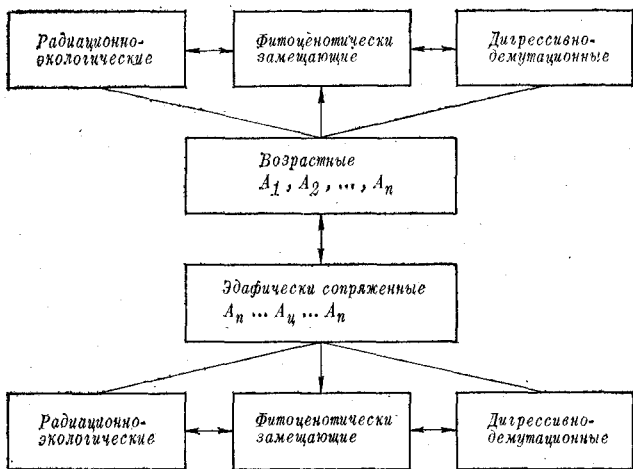 Радиационно-
экологические
Фитоценотически
замещающие
Дигрессивно-
демутационные
Возрастные
A1, A2, ..., An
Эдафически сопряженные
An ... Aц ... An
Радиационно-
экологические
Фитоценотически
замещающие
Дигрессивно-
демутационные